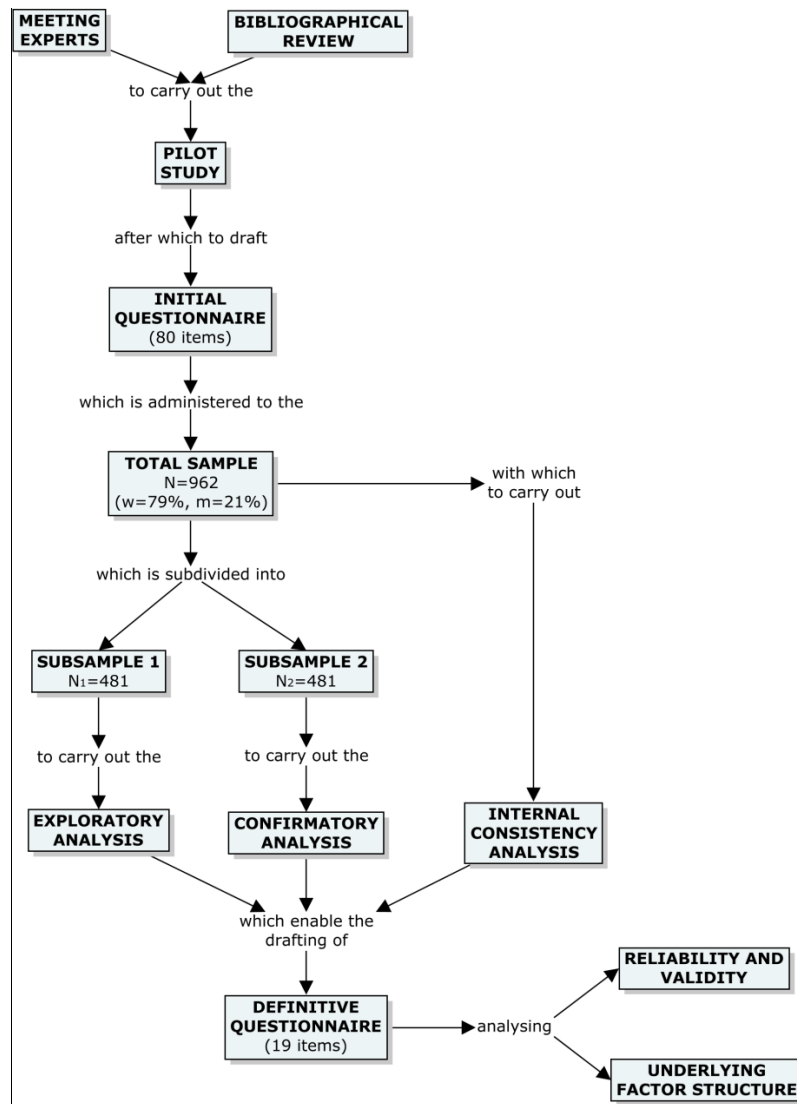 MEETING
EXPERTS
BIBLIOGRAPHICAL
REVIEW
to carry out the
PILOT
STUDY
after which to draft
INITIAL
QUESTIONNAIRE
(80 items)
which is administered to the
TOTAL SAMPLE
N=962
(w=79%, m=21%)
with which
to carry out
which is subdivided into
SUBSAMPLE 1
N₁=481
SUBSAMPLE 2
N₂=481
to carry out the
to carry out the
EXPLORATORY
ANALYSIS
CONFIRMATORY
ANALYSIS
INTERNAL
CONSISTENCY
ANALYSIS
which enable the
drafting of
DEFINITIVE
QUESTIONNAIRE
(19 items)
analysing
RELIABILITY AND
VALIDITY
UNDERLYING
FACTOR STRUCTURE